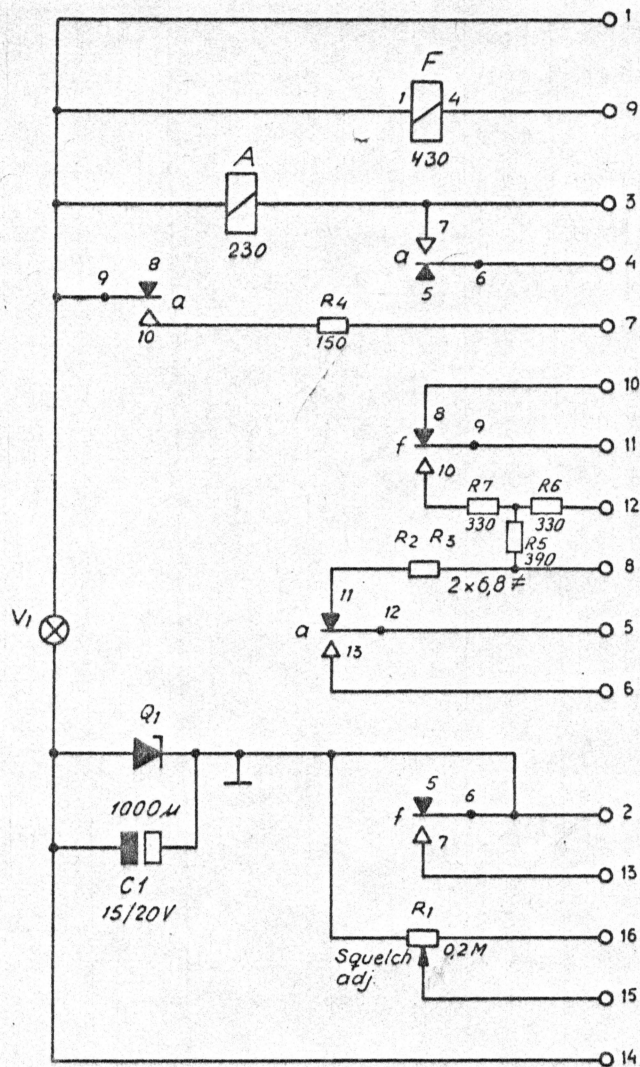 1
F
1 4 9
430
A
3
230
7
a
4
5 6
9 8
a
R4
10 150 7
10
8 9
11
f
10
R7 R6
12
330 330
R5
390
R2 R3
8
2 x 6,8 ≠
11
12
V1
a 5
13
6
Q1
5 6
1000 μ
f 2
7
C1
13
15/20V
R1
16
Squelch 0,2 M
adj.
15
14